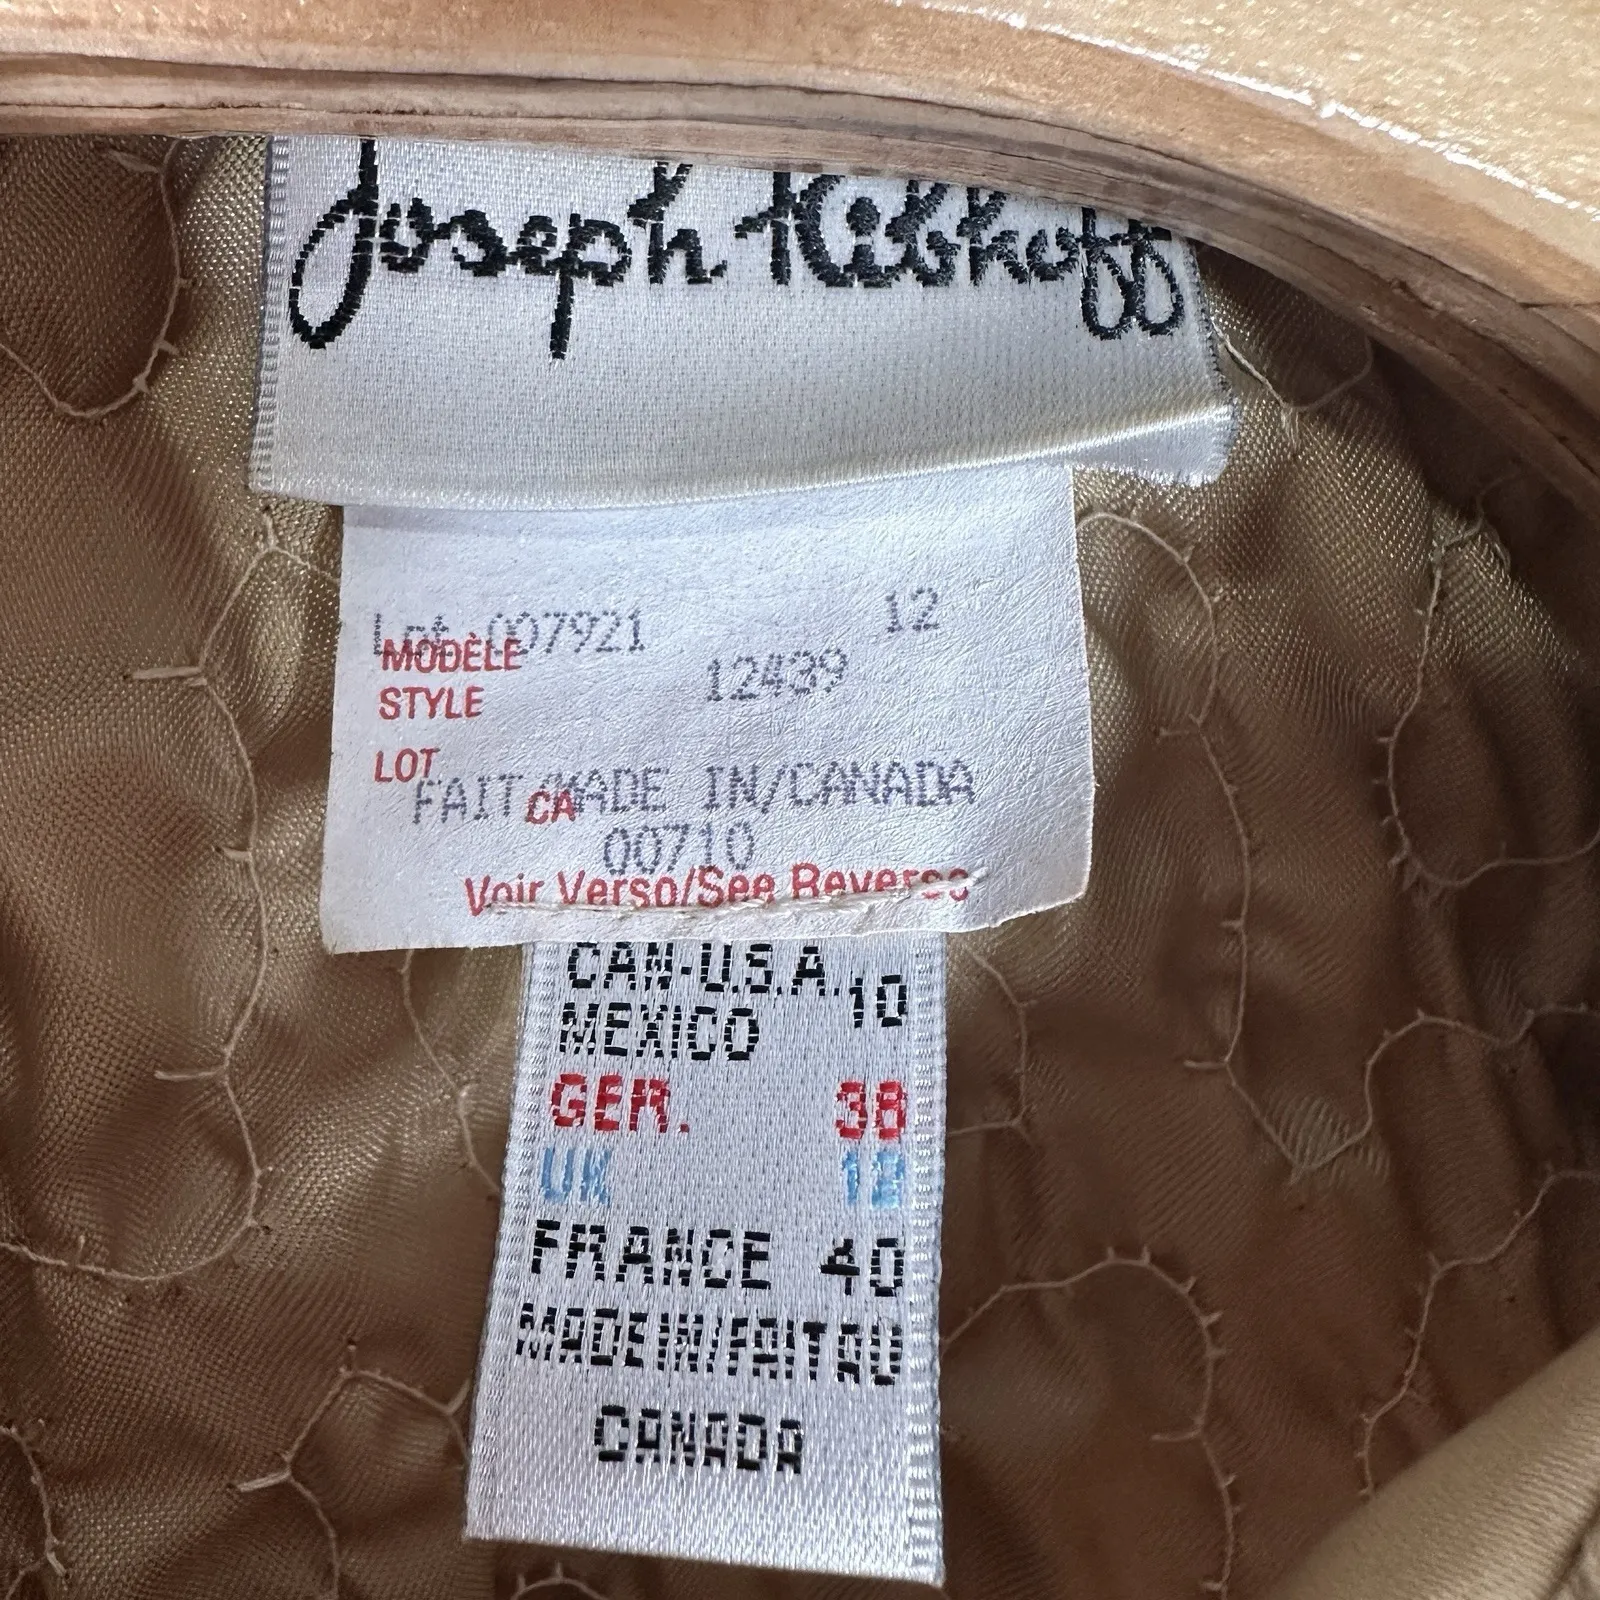 Joseph Ribkoff
Lot 007921 12
MODÈLE
STYLE 12439
LOT
FAIT/MADE IN/CANADA
CA
00710
Voir Verso/See Reverse
CAN-U.S.A. 10
MEXICO
GER. 38
UK 12
FRANCE 40
MADE IN/FAIT AU
CANADA